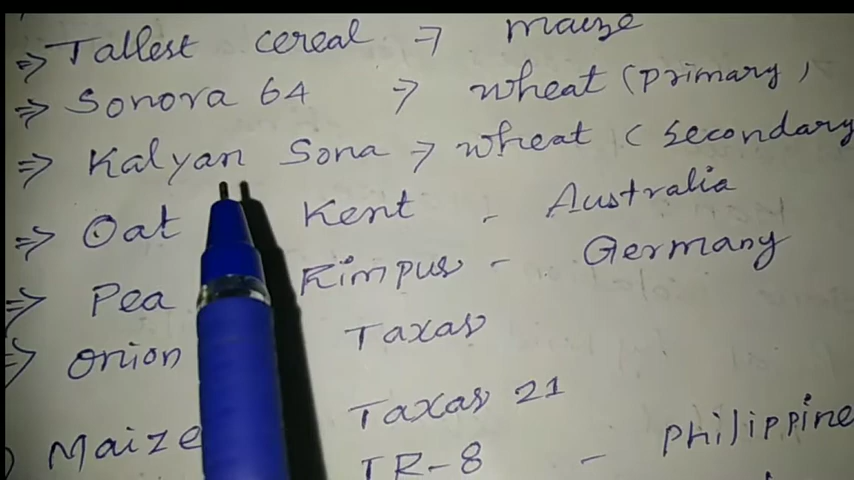 ⇒ Tallest cereal → maize
⇒ Sonora 64 → wheat (primary)
⇒ Kalyan Sona → wheat (secondary
⇒ Oat Kent - Australia
⇒ Pea Rimpus - Germany
⇒ Onion Taxas
Maize Taxas 21
IR-8 - Philippine